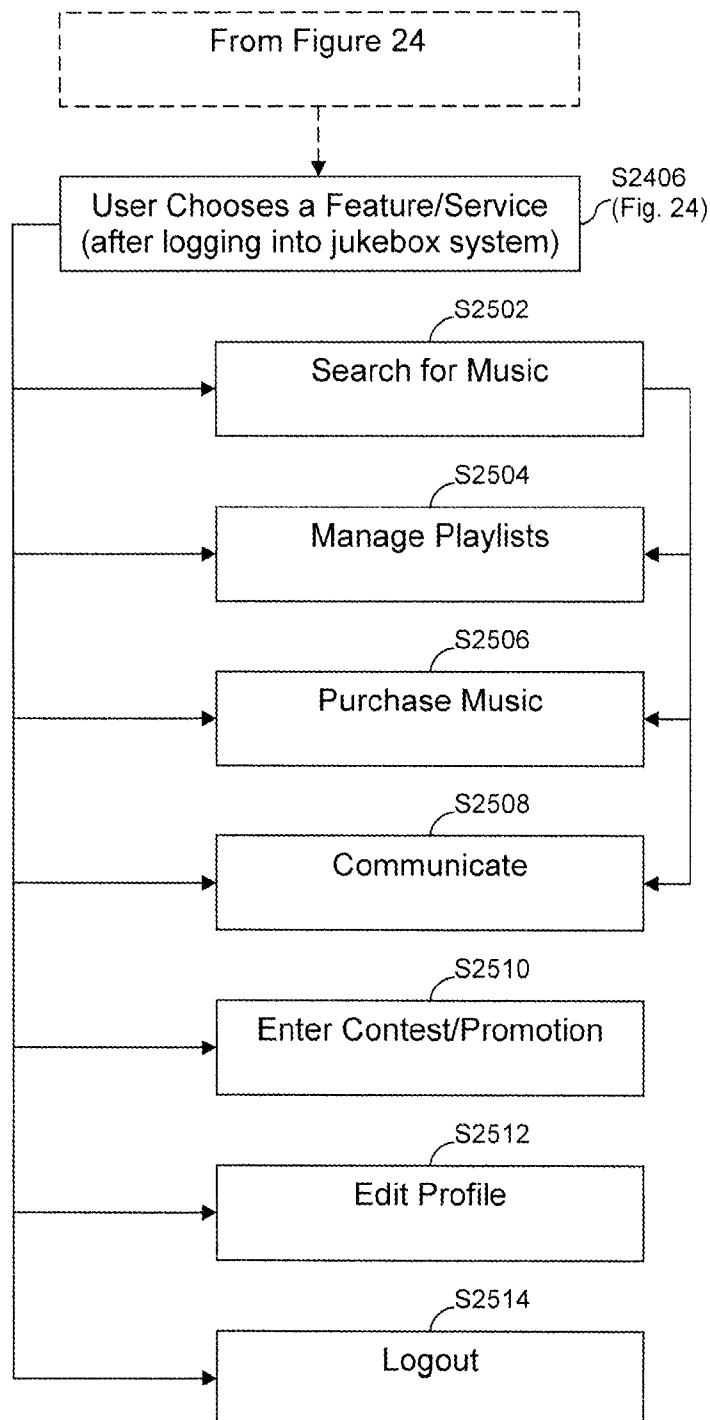 From Figure 24
S2406
(Fig. 24)
User Chooses a Feature/Service
(after logging into jukebox system)
S2502
Search for Music
S2504
Manage Playlists
S2506
Purchase Music
S2508
Communicate
S2510
Enter Contest/Promotion
S2512
Edit Profile
S2514
Logout